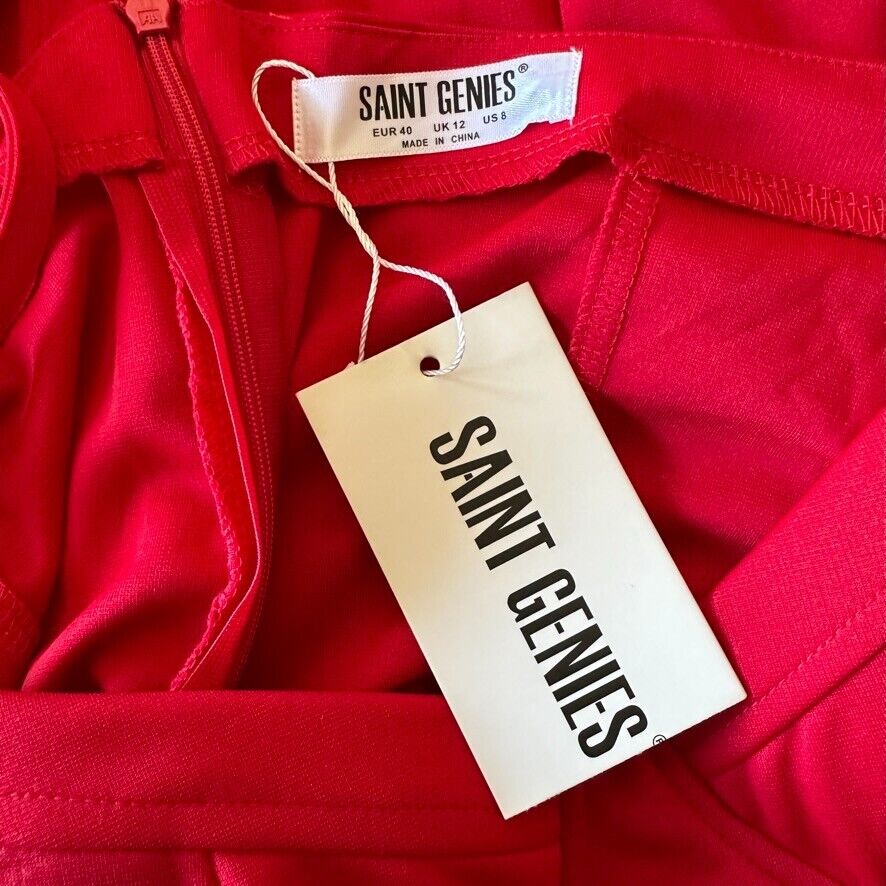 SAINT GENIES®
EUR 40 UK 12 US 8
MADE IN CHINA
SAINT GENIES®